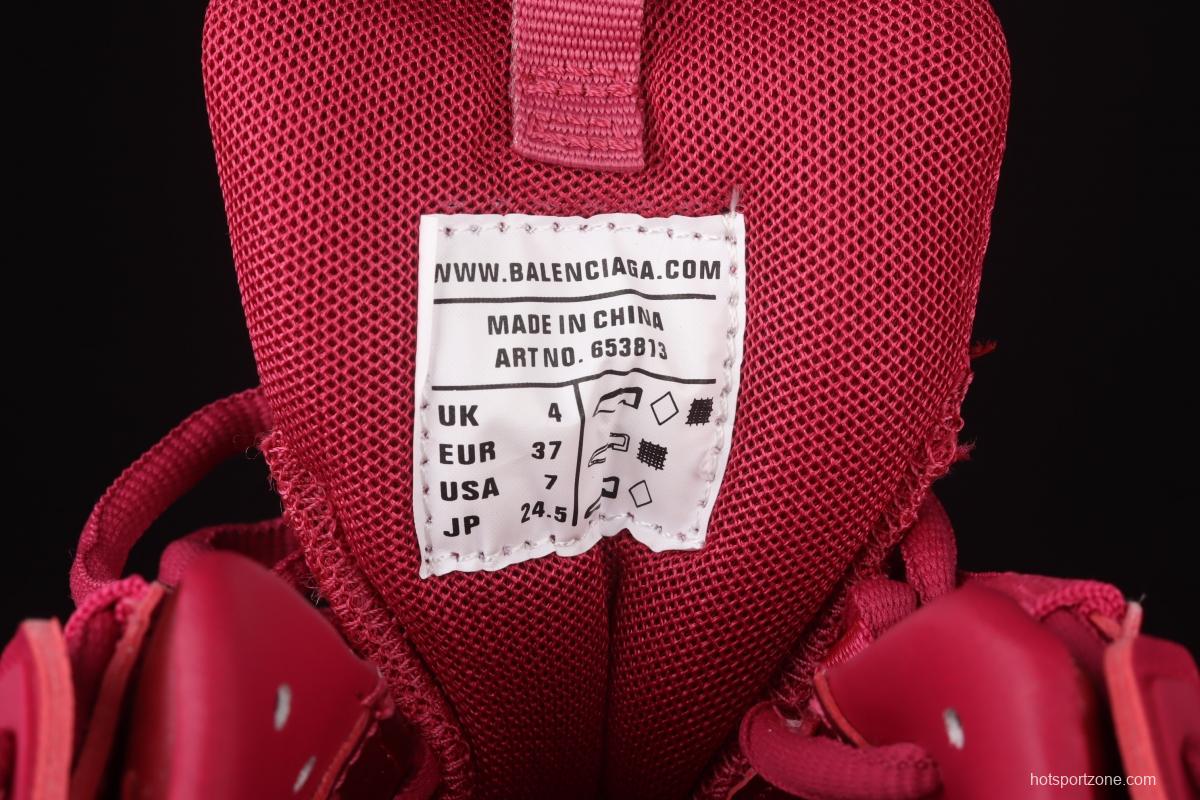 WWW.BALENCIAGA.COM
MADE IN CHINA
ART NO. 653813
UK 4
EUR 37
USA 7
JP 24.5
hotsportzone.com